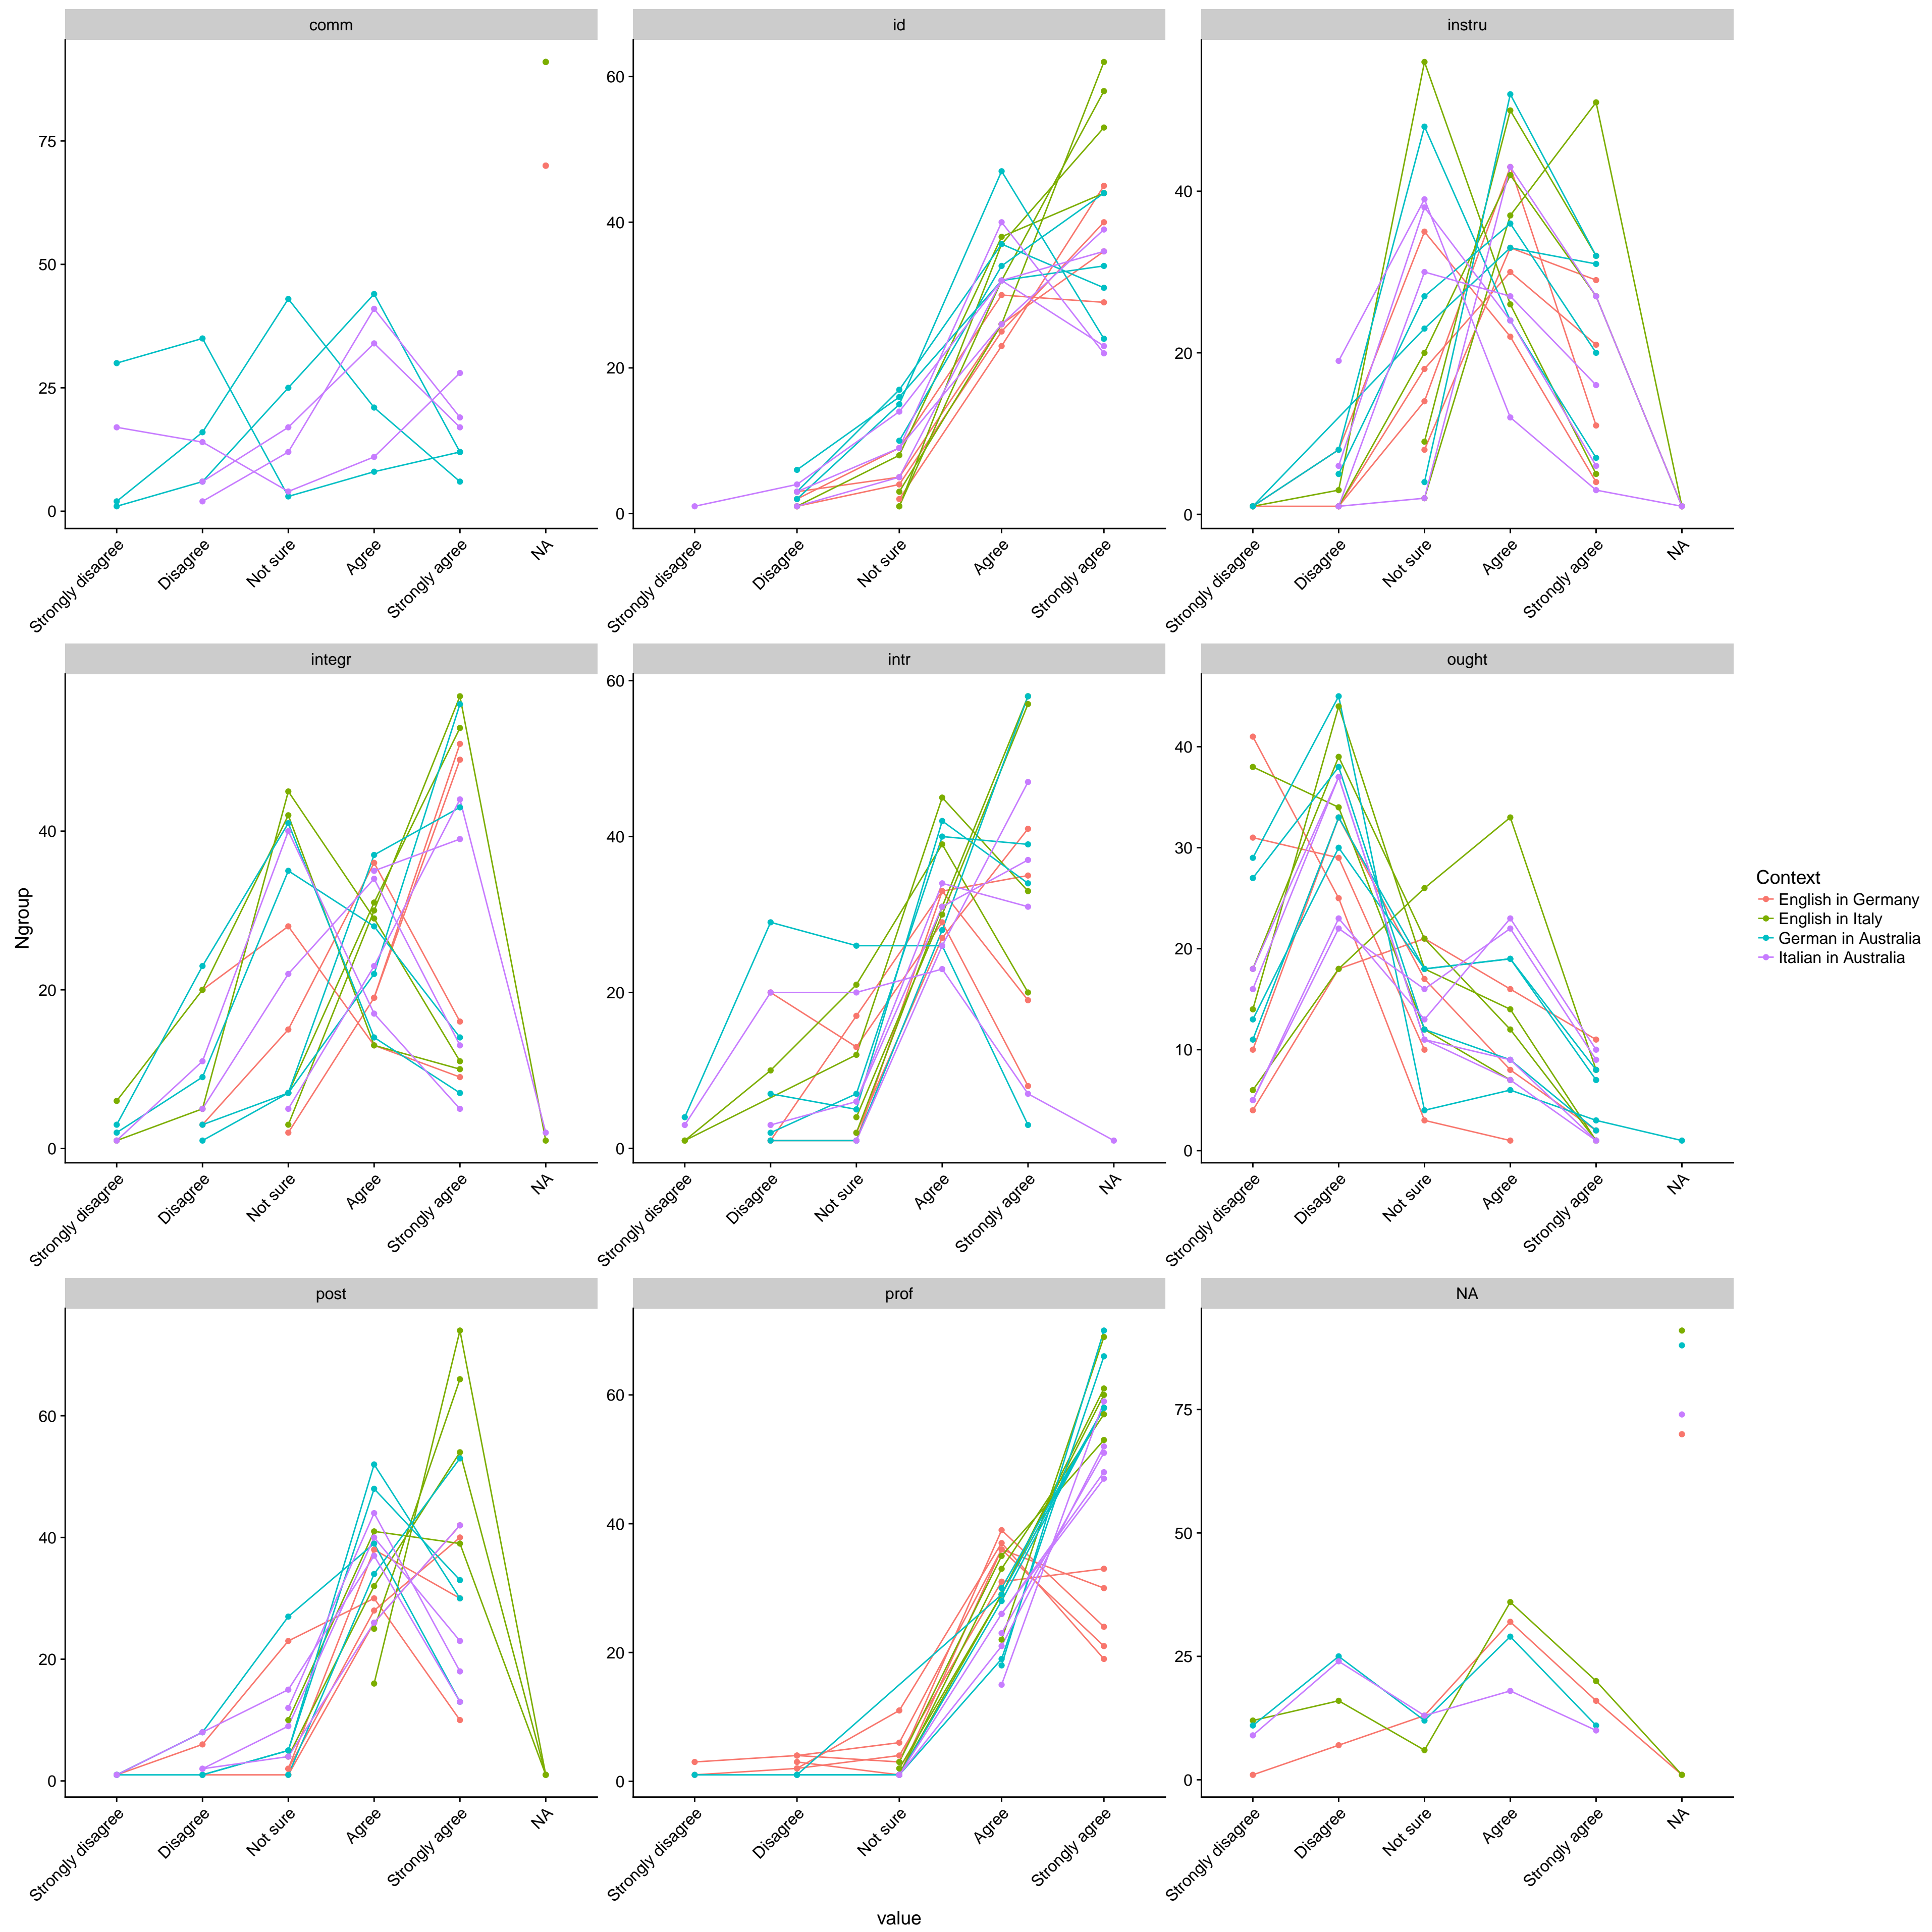 comm
id
instru
75
50
25
0
60
40
20
0
40
20
0
Strongly disagree
Disagree
Not sure
Agree
Strongly agree
NA
Strongly disagree
Disagree
Not sure
Agree
Strongly agree
Strongly disagree
Disagree
Not sure
Agree
Strongly agree
NA
integr
intr
ought
Ngroup
40
20
0
60
40
20
0
40
30
20
10
0
Strongly disagree
Disagree
Not sure
Agree
Strongly agree
NA
Strongly disagree
Disagree
Not sure
Agree
Strongly agree
NA
Strongly disagree
Disagree
Not sure
Agree
Strongly agree
NA
Context
English in Germany
English in Italy
German in Australia
Italian in Australia
post
prof
NA
60
40
20
0
60
40
20
0
75
50
25
0
Strongly disagree
Disagree
Not sure
Agree
Strongly agree
NA
Strongly disagree
Disagree
Not sure
Agree
Strongly agree
Strongly disagree
Disagree
Not sure
Agree
Strongly agree
NA
value